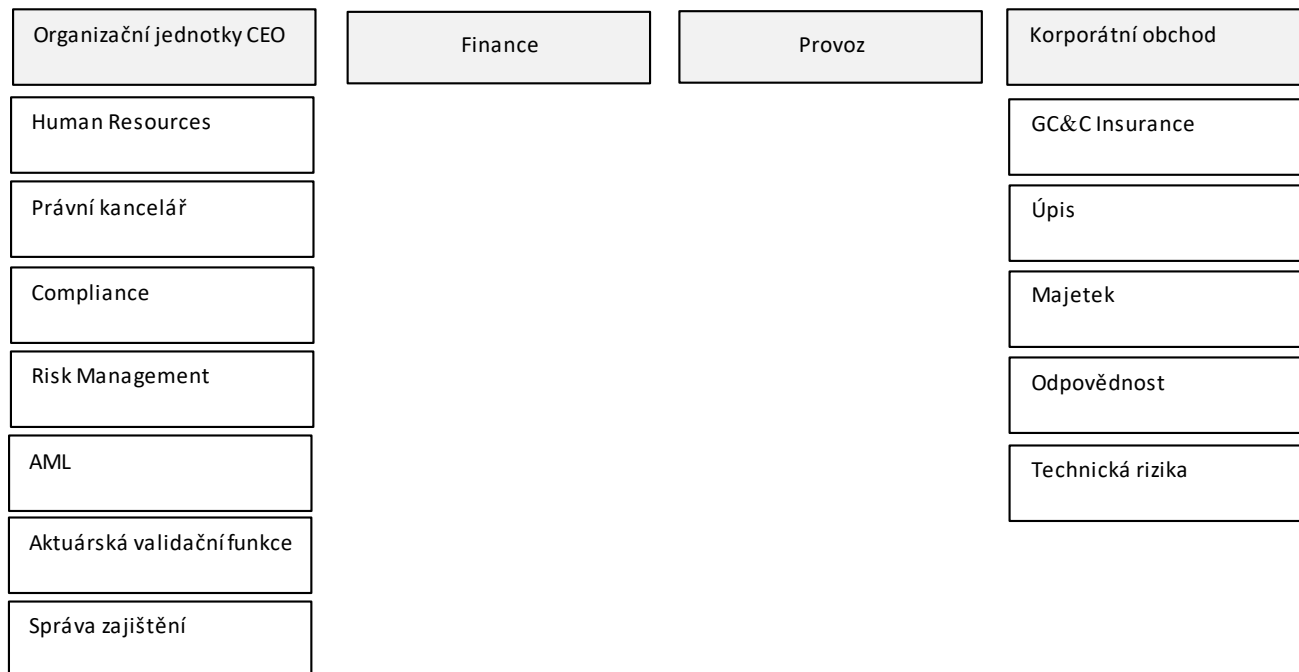 Organizační jednotky CEO
Finance
Provoz
Korporátní obchod
Human Resources
Právní kancelář
Compliance
Risk Management
AML
Aktuárská validační funkce
Správa zajištění
GC&C Insurance
Úpis
Majetek
Odpovědnost
Technická rizika